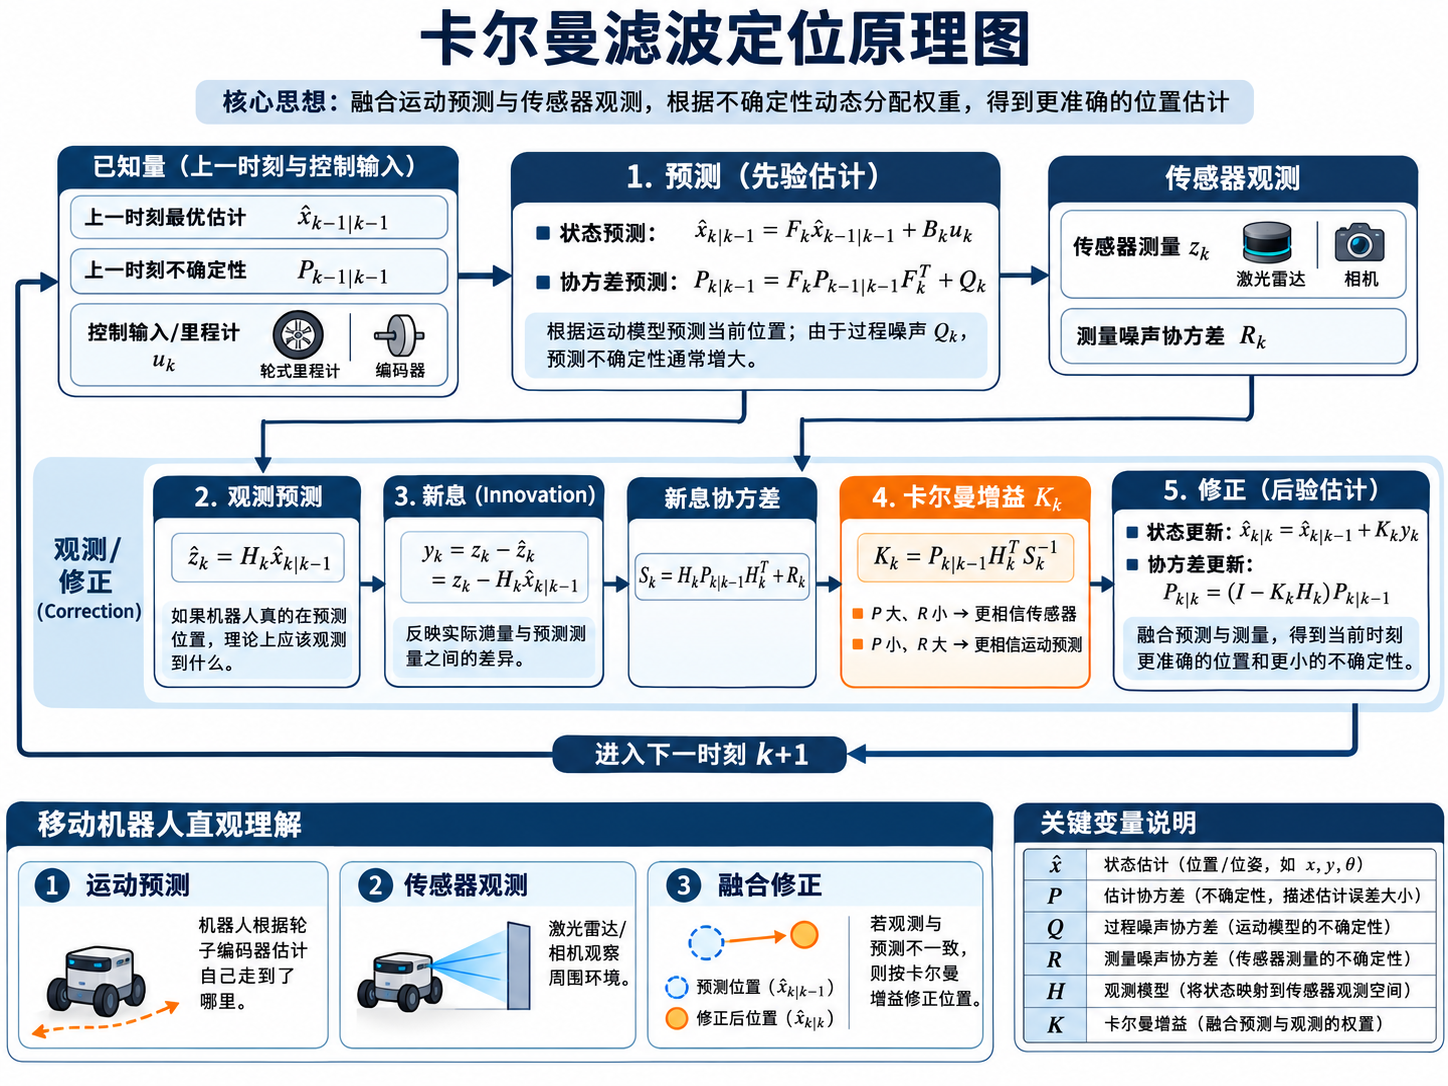 卡尔曼滤波定位原理图
核心思想：融合运动预测与传感器观测，根据不确定性动态分配权重，得到更准确的位置估计
已知量（上一时刻与控制输入）
上一时刻最优估计 x̂ₖ₋₁|ₖ₋₁
上一时刻不确定性 Pₖ₋₁|ₖ₋₁
控制输入/里程计
uₖ
轮式里程计
编码器
1. 预测（先验估计）
状态预测： x̂ₖ|ₖ₋₁ = Fₖx̂ₖ₋₁|ₖ₋₁ + Bₖuₖ
协方差预测： Pₖ|ₖ₋₁ = FₖPₖ₋₁|ₖ₋₁Fₖᵀ + Qₖ
根据运动模型预测当前位置；由于过程噪声 Qₖ，
预测不确定性通常增大。
传感器观测
传感器测量 zₖ
激光雷达
相机
测量噪声协方差 Rₖ
观测/
修正
(Correction)
2. 观测预测
ẑₖ = Hₖx̂ₖ|ₖ₋₁
如果机器人真的在预测
位置，理论上应该观测
到什么。
3. 新息 (Innovation)
yₖ = zₖ − ẑₖ
= zₖ − Hₖx̂ₖ|ₖ₋₁
反映实际量与预测测
量之间的差异。
新息协方差
Sₖ = HₖPₖ|ₖ₋₁Hₖᵀ + Rₖ
4. 卡尔曼增益 Kₖ
Kₖ = Pₖ|ₖ₋₁HₖᵀSₖ⁻¹
P 大、R 小 → 更相信传感器
P 小、R 大 → 更相信运动预测
5. 修正（后验估计）
状态更新： x̂ₖ|ₖ = x̂ₖ|ₖ₋₁ + Kₖyₖ
协方差更新：
Pₖ|ₖ = (I − KₖHₖ)Pₖ|ₖ₋₁
融合预测与测量，得到当前时刻
更准确的位置和更小的不确定性。
进入下一时刻 k+1
移动机器人直观理解
1 运动预测
机器人根据轮
子编码器估计
自己走到了
哪里。
2 传感器观测
激光雷达/
相机观察
周围环境。
3 融合修正
预测位置（x̂ₖ|ₖ₋₁）
修正后位置（x̂ₖ|ₖ）
若观测与
预测不一致，
则按卡尔曼
增益修正位置。
关键变量说明
x̂ 状态估计（位置/位姿，如 x, y, θ）
P 估计协方差（不确定性，描述估计误差大小）
Q 过程噪声协方差（运动模型的不确定性）
R 测量噪声协方差（传感器测量的不确定性）
H 观测模型（将状态映射到传感器观测空间）
K 卡尔曼增益（融合预测与观测的权置）